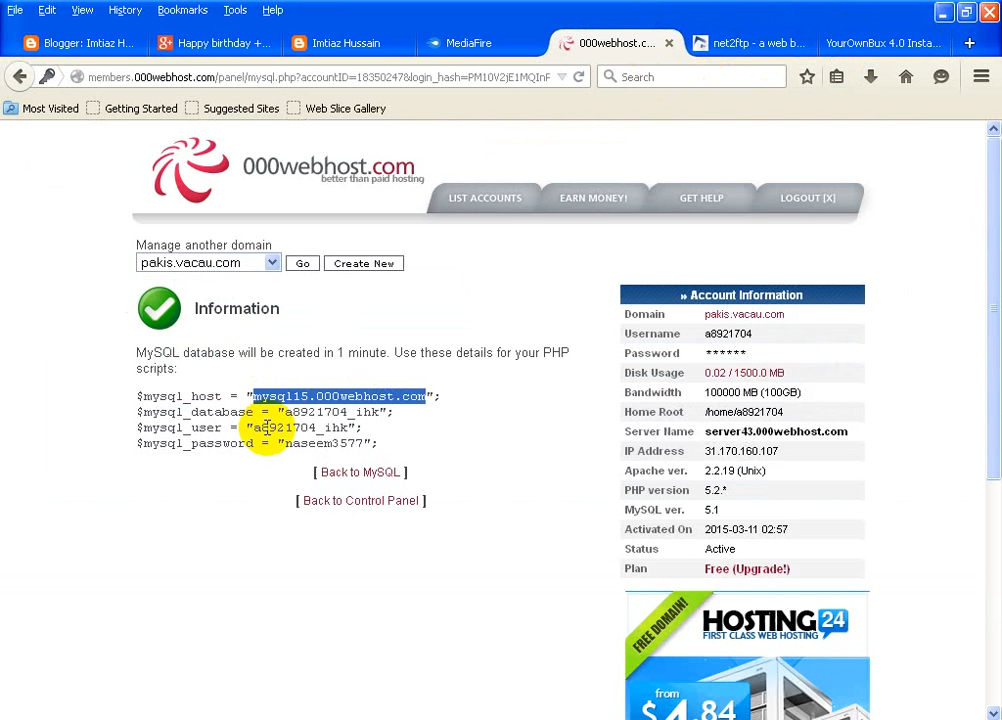 File Edit View History Bookmarks Tools Help
Blogger: Imtiaz H... Happy birthday +... Imtiaz Hussain MediaFire 000webhost.c... net2ftp - a web b... YourOwnBux 4.0 Instal...
members.000webhost.com/panel/mysql.php?accountID=18350247&login_hash=PM10V2jE1MQInF Search
Most Visited Getting Started Suggested Sites Web Slice Gallery
000webhost.com
better than paid hosting
LIST ACCOUNTS EARN MONEY! GET HELP LOGOUT [X]
Manage another domain
pakis.vacau.com Go Create New
Information
MySQL database will be created in 1 minute. Use these details for your PHP
scripts:
$mysql_host = "mysql15.000webhost.com";
$mysql_database = "a8921704_ihk";
$mysql_user = "a8921704_ihk";
$mysql_password = "naseem3577";
[ Back to MySQL ]
[ Back to Control Panel ]
» Account Information
Domain pakis.vacau.com
Username a8921704
Password ******
Disk Usage 0.02 / 1500.0 MB
Bandwidth 100000 MB (100GB)
Home Root /home/a8921704
Server Name server43.000webhost.com
IP Address 31.170.160.107
Apache ver. 2.2.19 (Unix)
PHP version 5.2.*
MySQL ver. 5.1
Activated On 2015-03-11 02:57
Status Active
Plan Free (Upgrade!)
FREE DOMAIN!
HOSTING 24
FIRST CLASS WEB HOSTING
from
$4.84